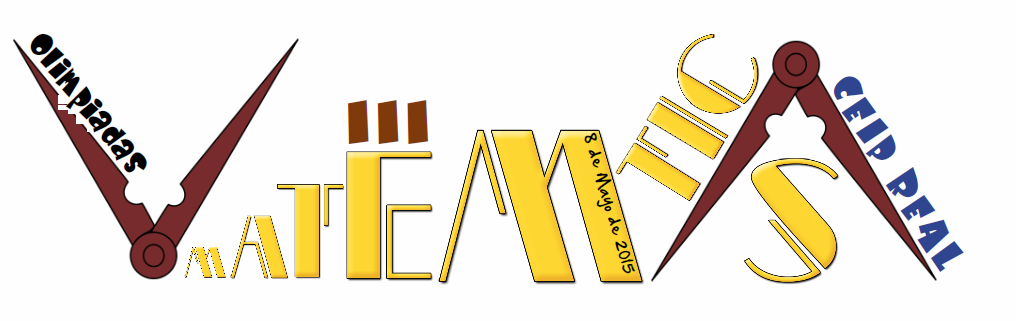 Olimpiadas
III
MATEMATICAS
8 de Mayo de 2015
CEIP PEAL